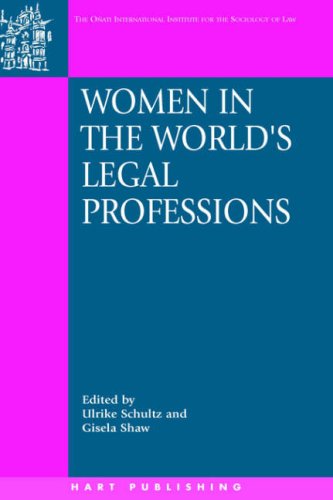 THE OÑATI INTERNATIONAL INSTITUTE FOR THE SOCIOLOGY OF LAW
WOMEN IN
THE WORLD'S
LEGAL
PROFESSIONS
Edited by
Ulrike Schultz and
Gisela Shaw
HART PUBLISHING